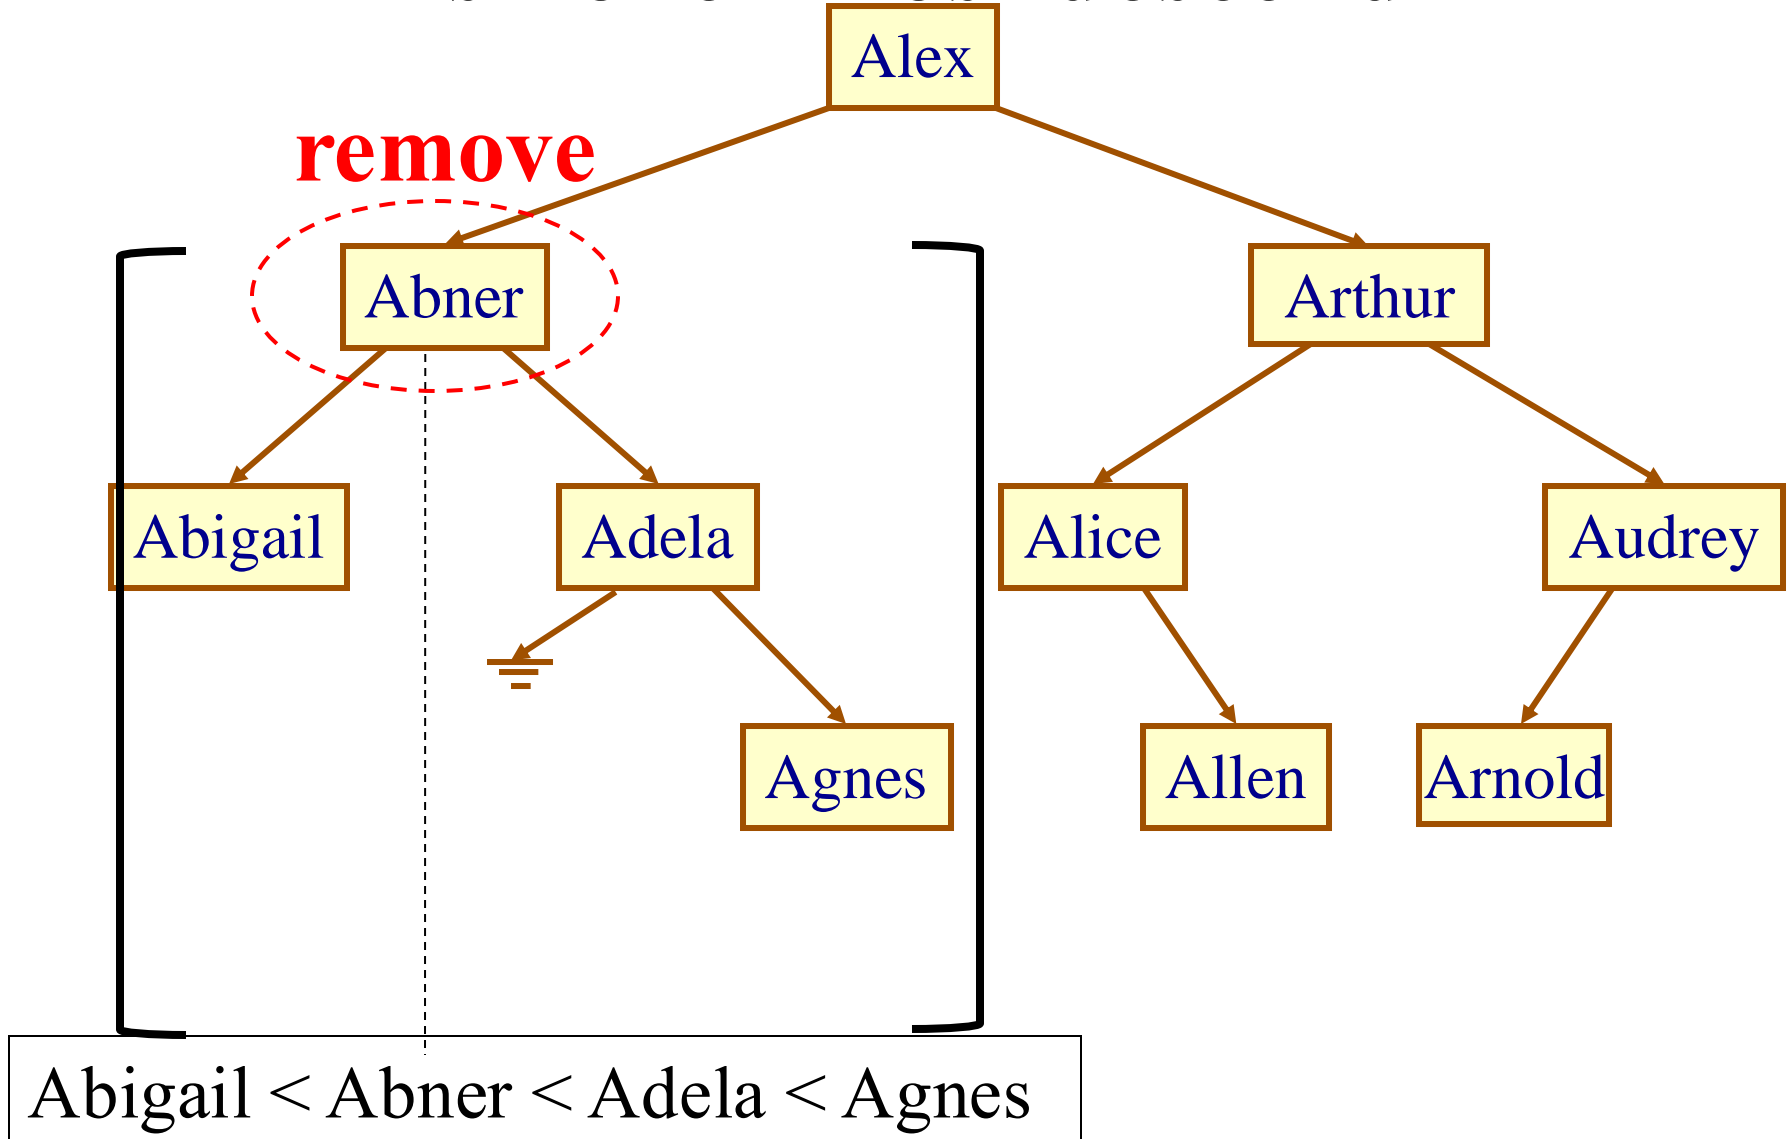 Alex
remove
Abner
Arthur
Abigail
Adela
Alice
Audrey
Agnes
Allen
Arnold
Abigail < Abner < Adela < Agnes